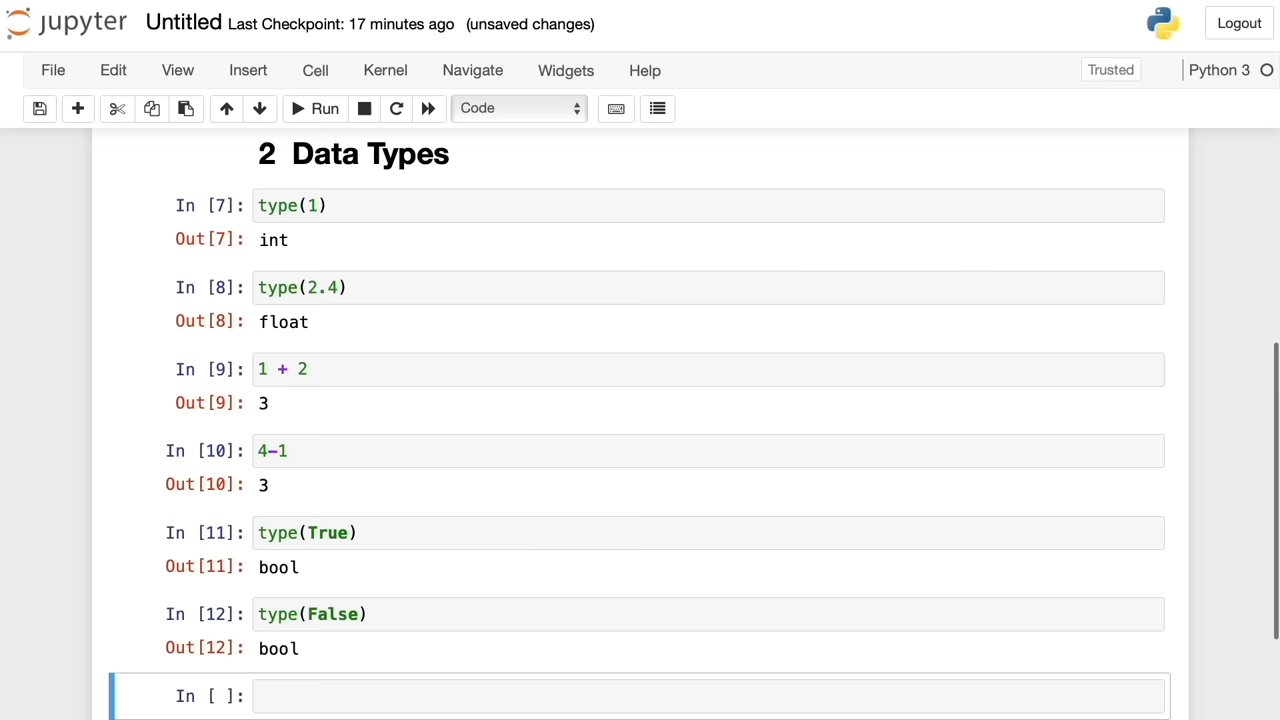 jupyter Untitled Last Checkpoint: 17 minutes ago (unsaved changes) Logout
File Edit View Insert Cell Kernel Navigate Widgets Help Trusted Python 3
Run Code
2 Data Types
In [7]: type(1)
Out[7]: int
In [8]: type(2.4)
Out[8]: float
In [9]: 1 + 2
Out[9]: 3
In [10]: 4-1
Out[10]: 3
In [11]: type(True)
Out[11]: bool
In [12]: type(False)
Out[12]: bool
In [ ]: